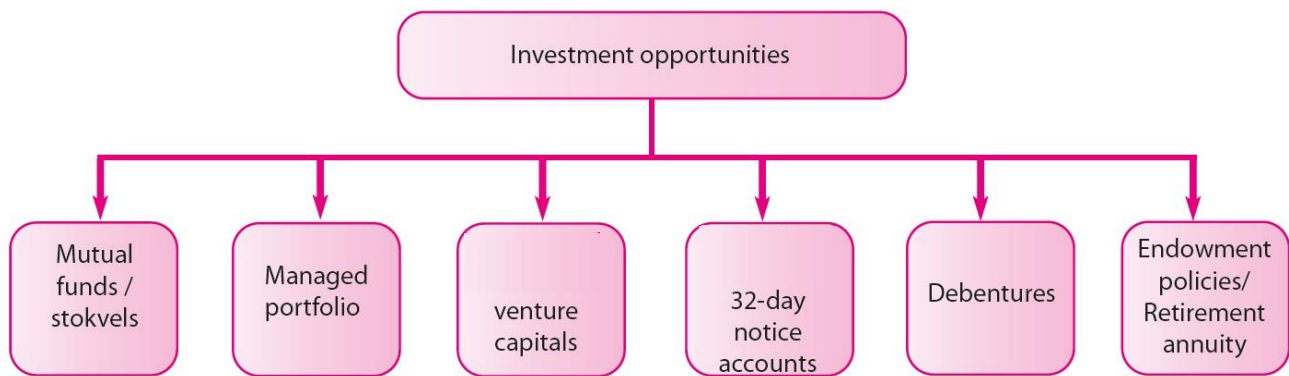 Investment opportunities
Mutual
funds /
stokvels
Managed
portfolio
venture
capitals
32-day
notice
accounts
Debentures
Endowment
policies/
Retirement
annuity